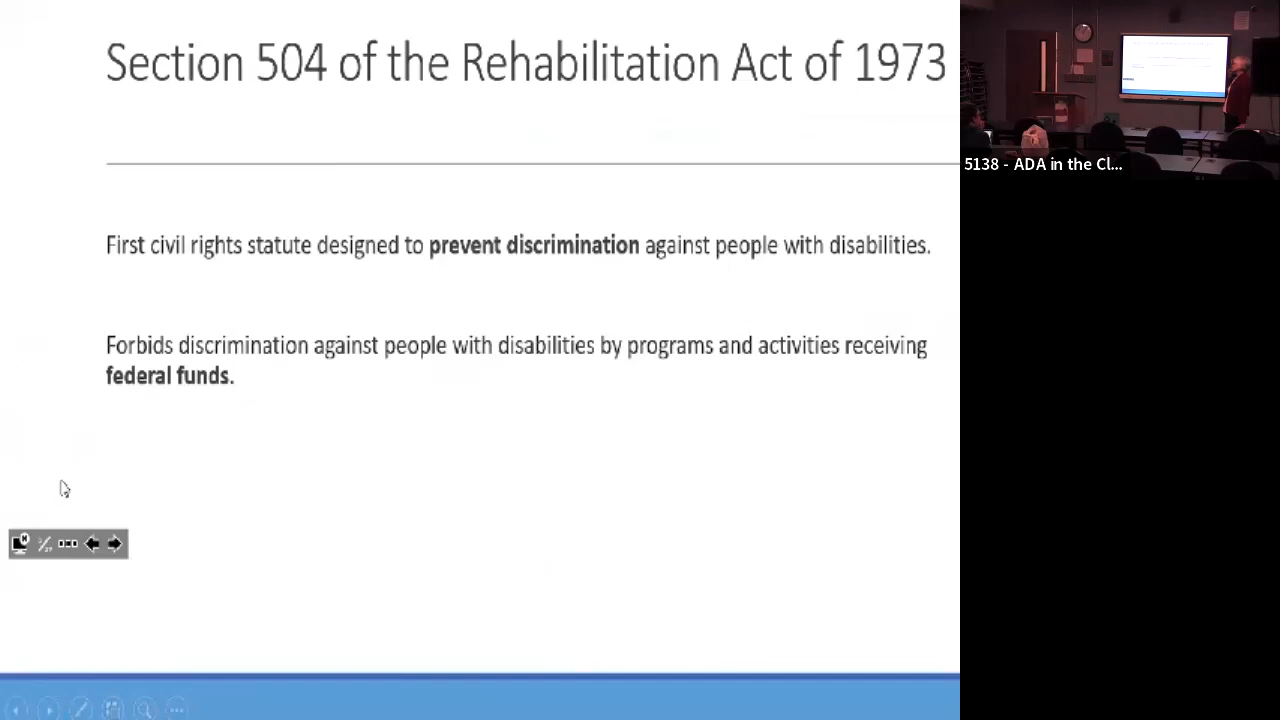 Section 504 of the Rehabilitation Act of 1973
First civil rights statute designed to prevent discrimination against people with disabilities.
Forbids discrimination against people with disabilities by programs and activities receiving
federal funds.
5138 - ADA in the Cl...